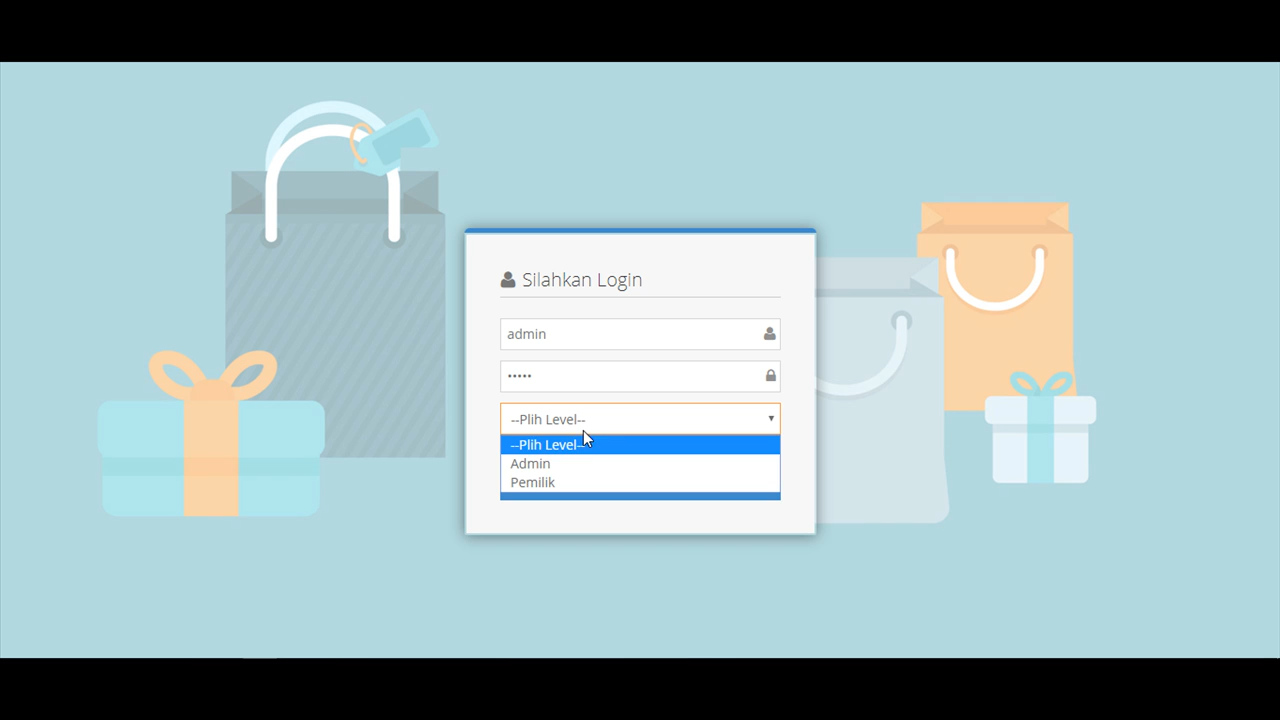 Silahkan Login
admin
•••••
--Plih Level--
--Plih Level--
Admin
Pemilik